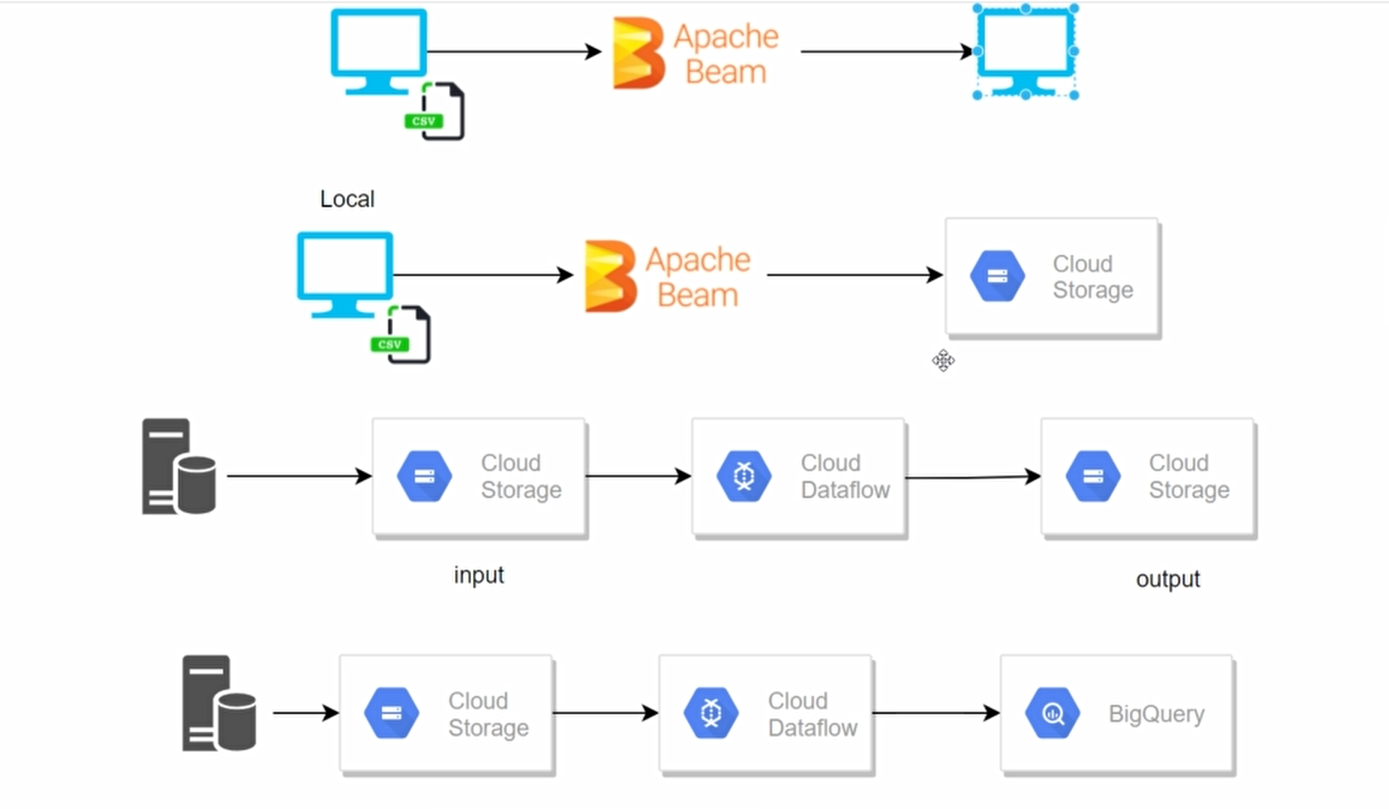 Apache
Beam
CSV
Local
Apache
Beam
Cloud
Storage
CSV
Cloud
Storage
Cloud
Dataflow
Cloud
Storage
input
output
Cloud
Storage
Cloud
Dataflow
BigQuery